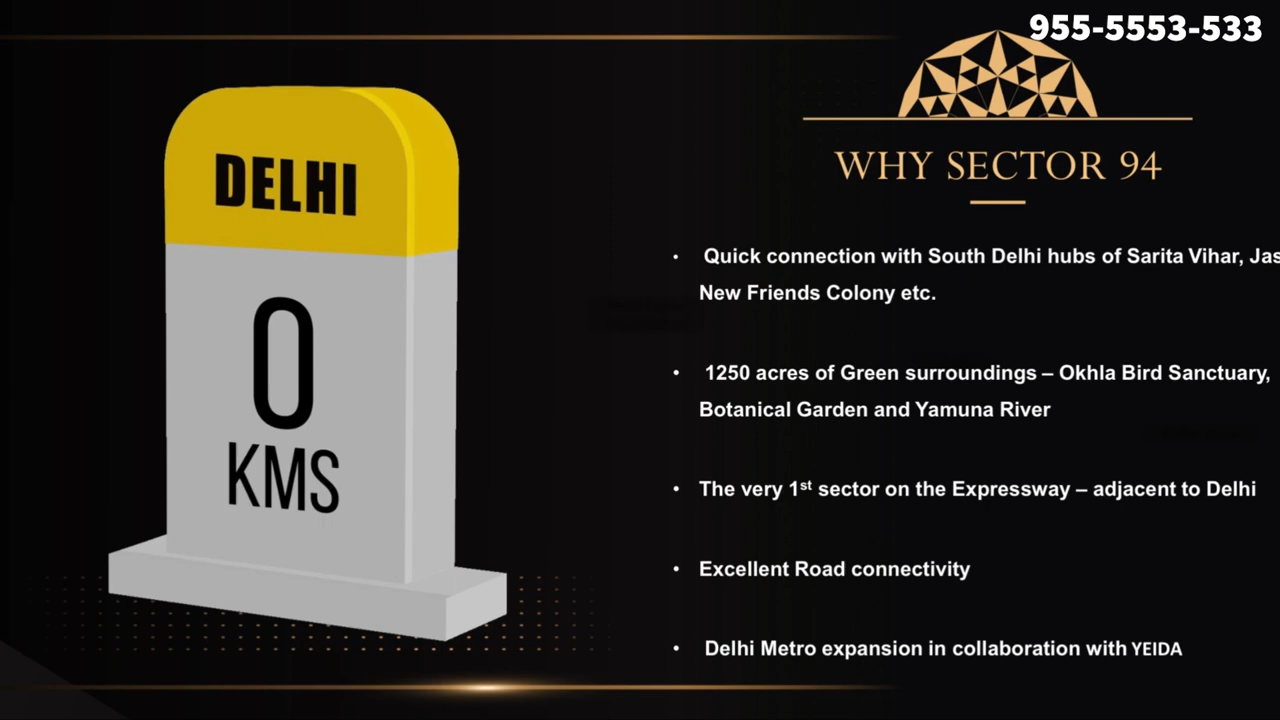 955-5553-533
DELHI
0
KMS
WHY SECTOR 94
• Quick connection with South Delhi hubs of Sarita Vihar,
New Friends Colony etc.
• 1250 acres of Green surroundings – Okhla Bird Sanctuary,
Botanical Garden and Yamuna River
• The very 1st sector on the Expressway – adjacent to Delhi
• Excellent Road connectivity
• Delhi Metro expansion in collaboration with YEIDA